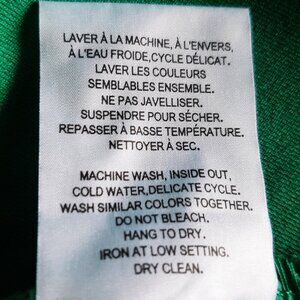 LAVER À LA MACHINE, À L'ENVERS,
À L'EAU FROIDE,CYCLE DÉLICAT.
LAVER LES COULEURS
SEMBLABLES ENSEMBLE.
NE PAS JAVELLISER.
SUSPENDRE POUR SÉCHER.
REPASSER À BASSE TEMPÉRATURE.
NETTOYER À SEC.
MACHINE WASH, INSIDE OUT,
COLD WATER,DELICATE CYCLE.
WASH SIMILAR COLORS TOGETHER.
DO NOT BLEACH.
HANG TO DRY.
IRON AT LOW SETTING.
DRY CLEAN.